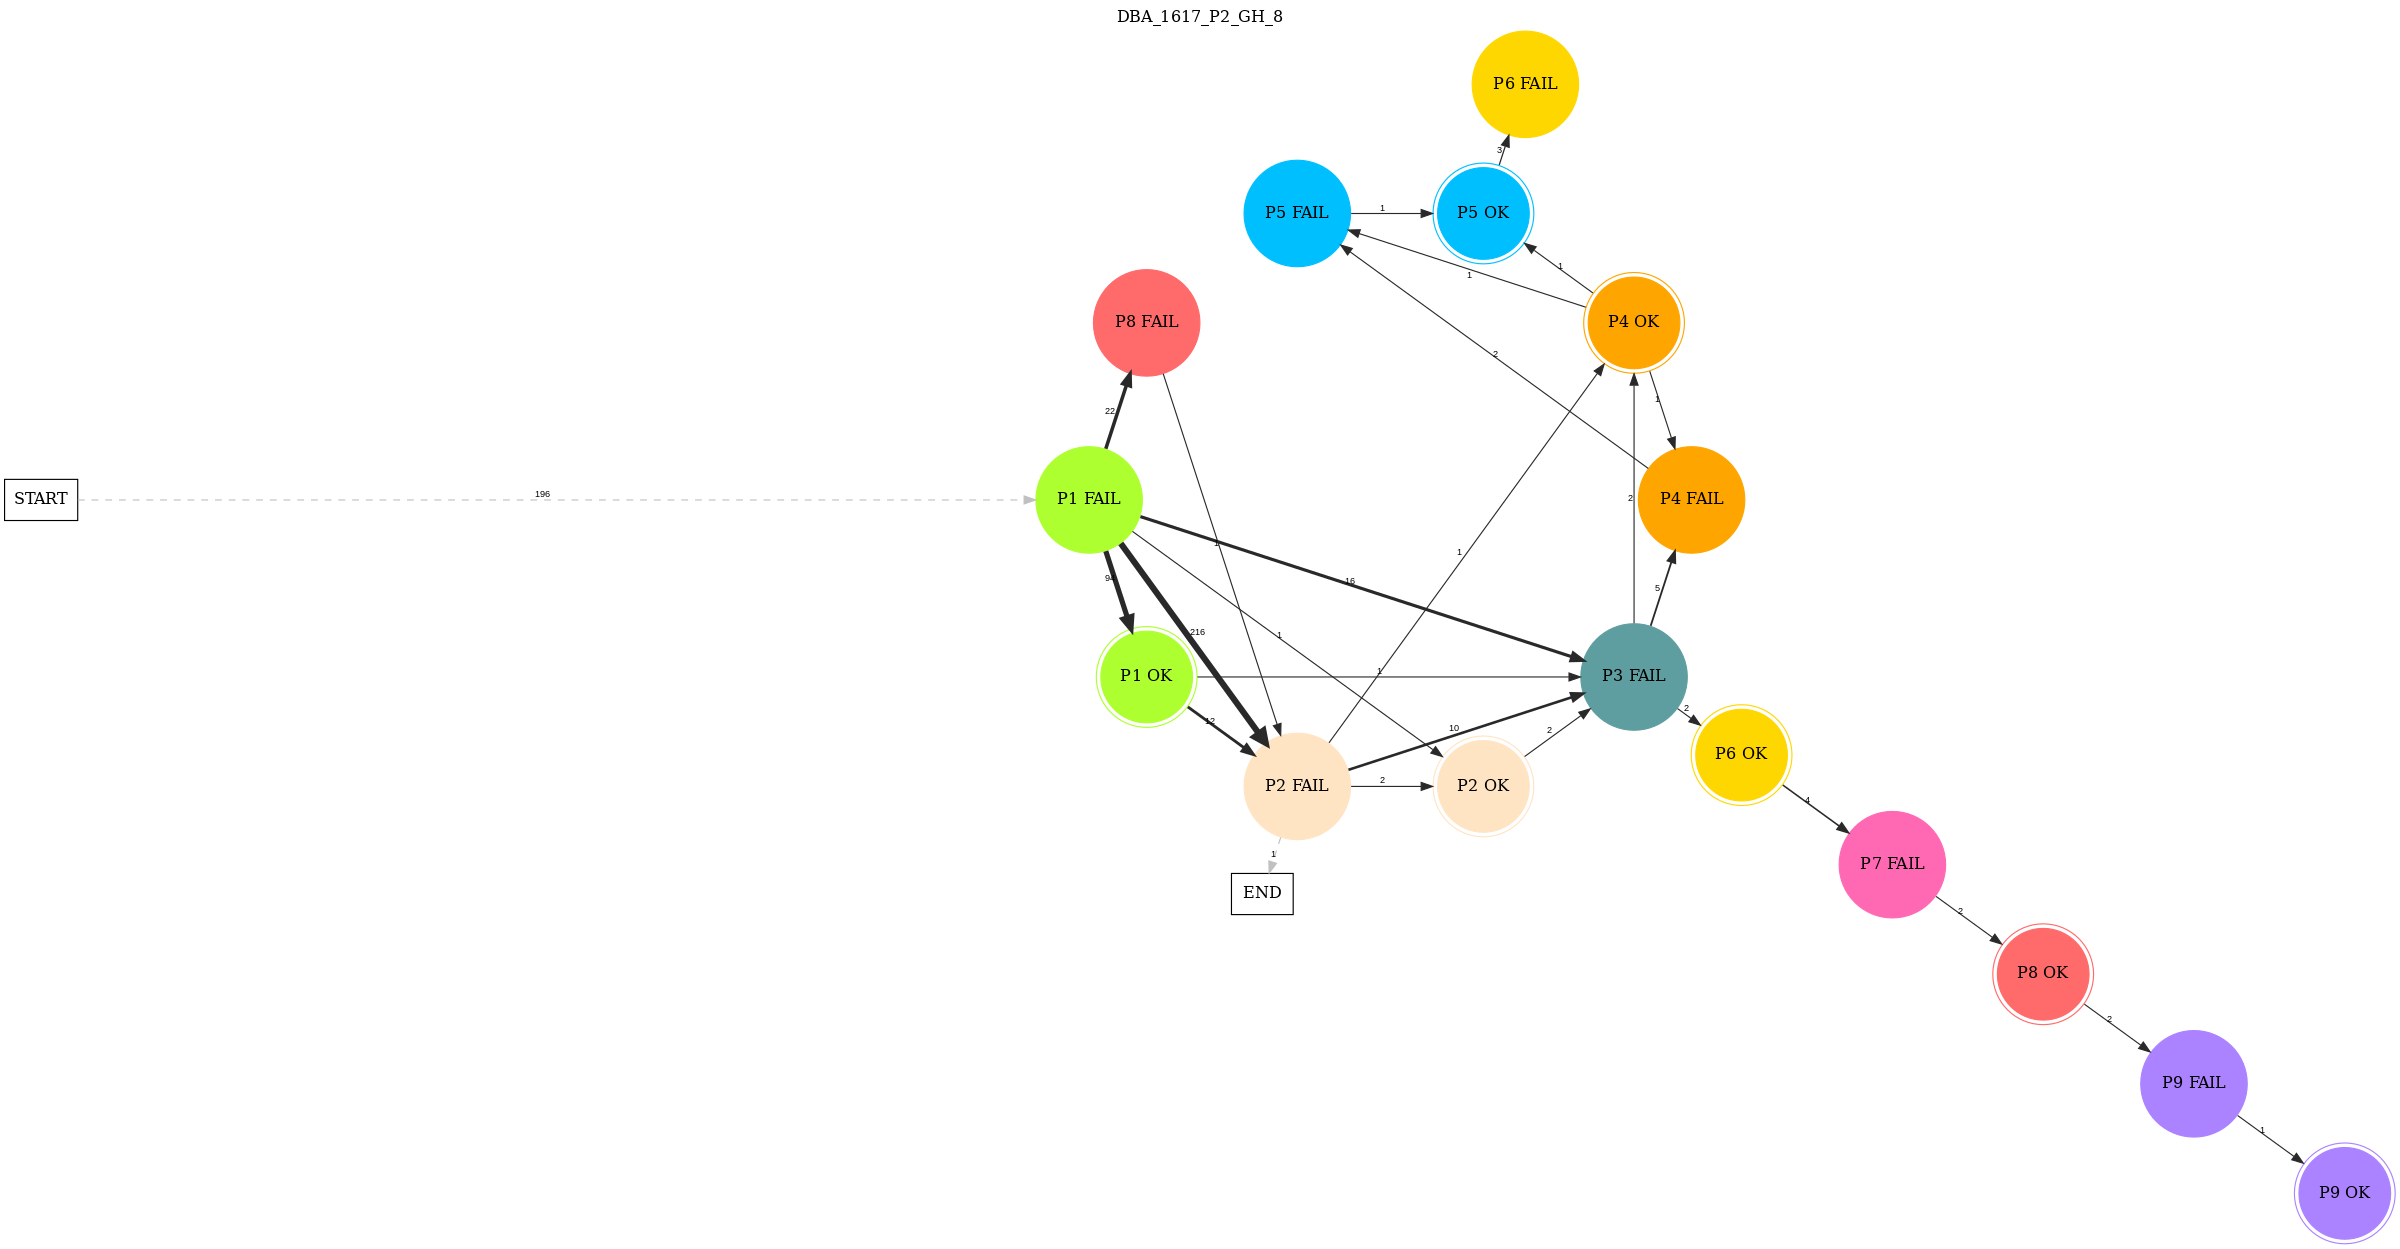 DBA_1617_P2_GH_8
P6 FAIL
3
P5 FAIL
1
P5 OK
1
1
P8 FAIL
P4 OK
2
22
1
START
196
P1 FAIL
2
P4 FAIL
1
1
16
94
5
216
1
P1 OK
1
P3 FAIL
12
10
2
2
P6 OK
P2 FAIL
2
P2 OK
4
1
P7 FAIL
END
2
P8 OK
2
P9 FAIL
1
P9 OK